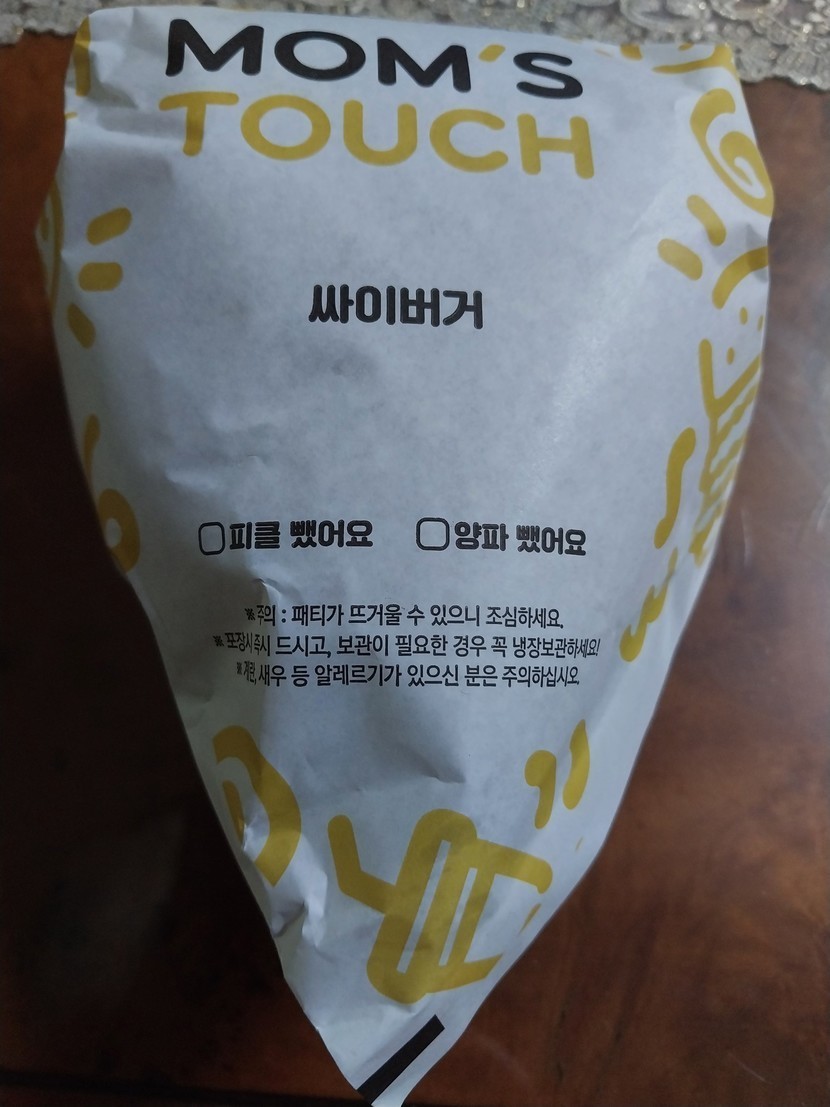 MOM'S
TOUCH
싸이버거
피클 뺐어요 양파 뺐어요
※주의 : 패티가 뜨거울 수 있으니 조심하세요.
※ 포장시 즉시 드시고, 보관이 필요한 경우 꼭 냉장보관하세요!
※ 계란, 새우 등 알레르기가 있으신 분은 주의하십시오.